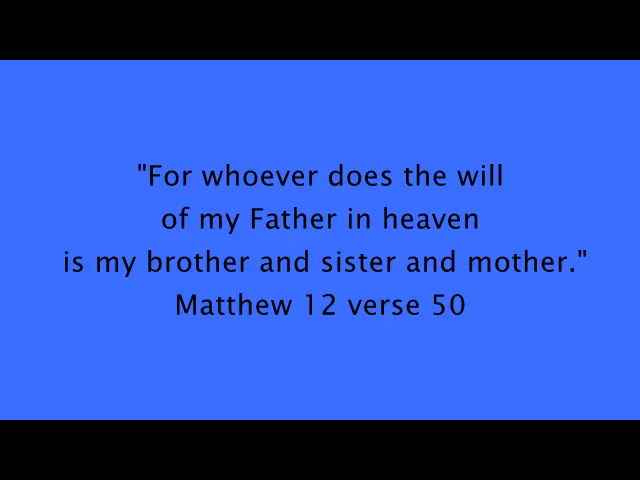 "For whoever does the will
of my Father in heaven
is my brother and sister and mother."
Matthew 12 verse 50